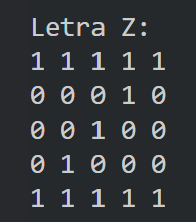 Letra Z:
1 1 1 1 1
0 0 0 1 0
0 0 1 0 0
0 1 0 0 0
1 1 1 1 1